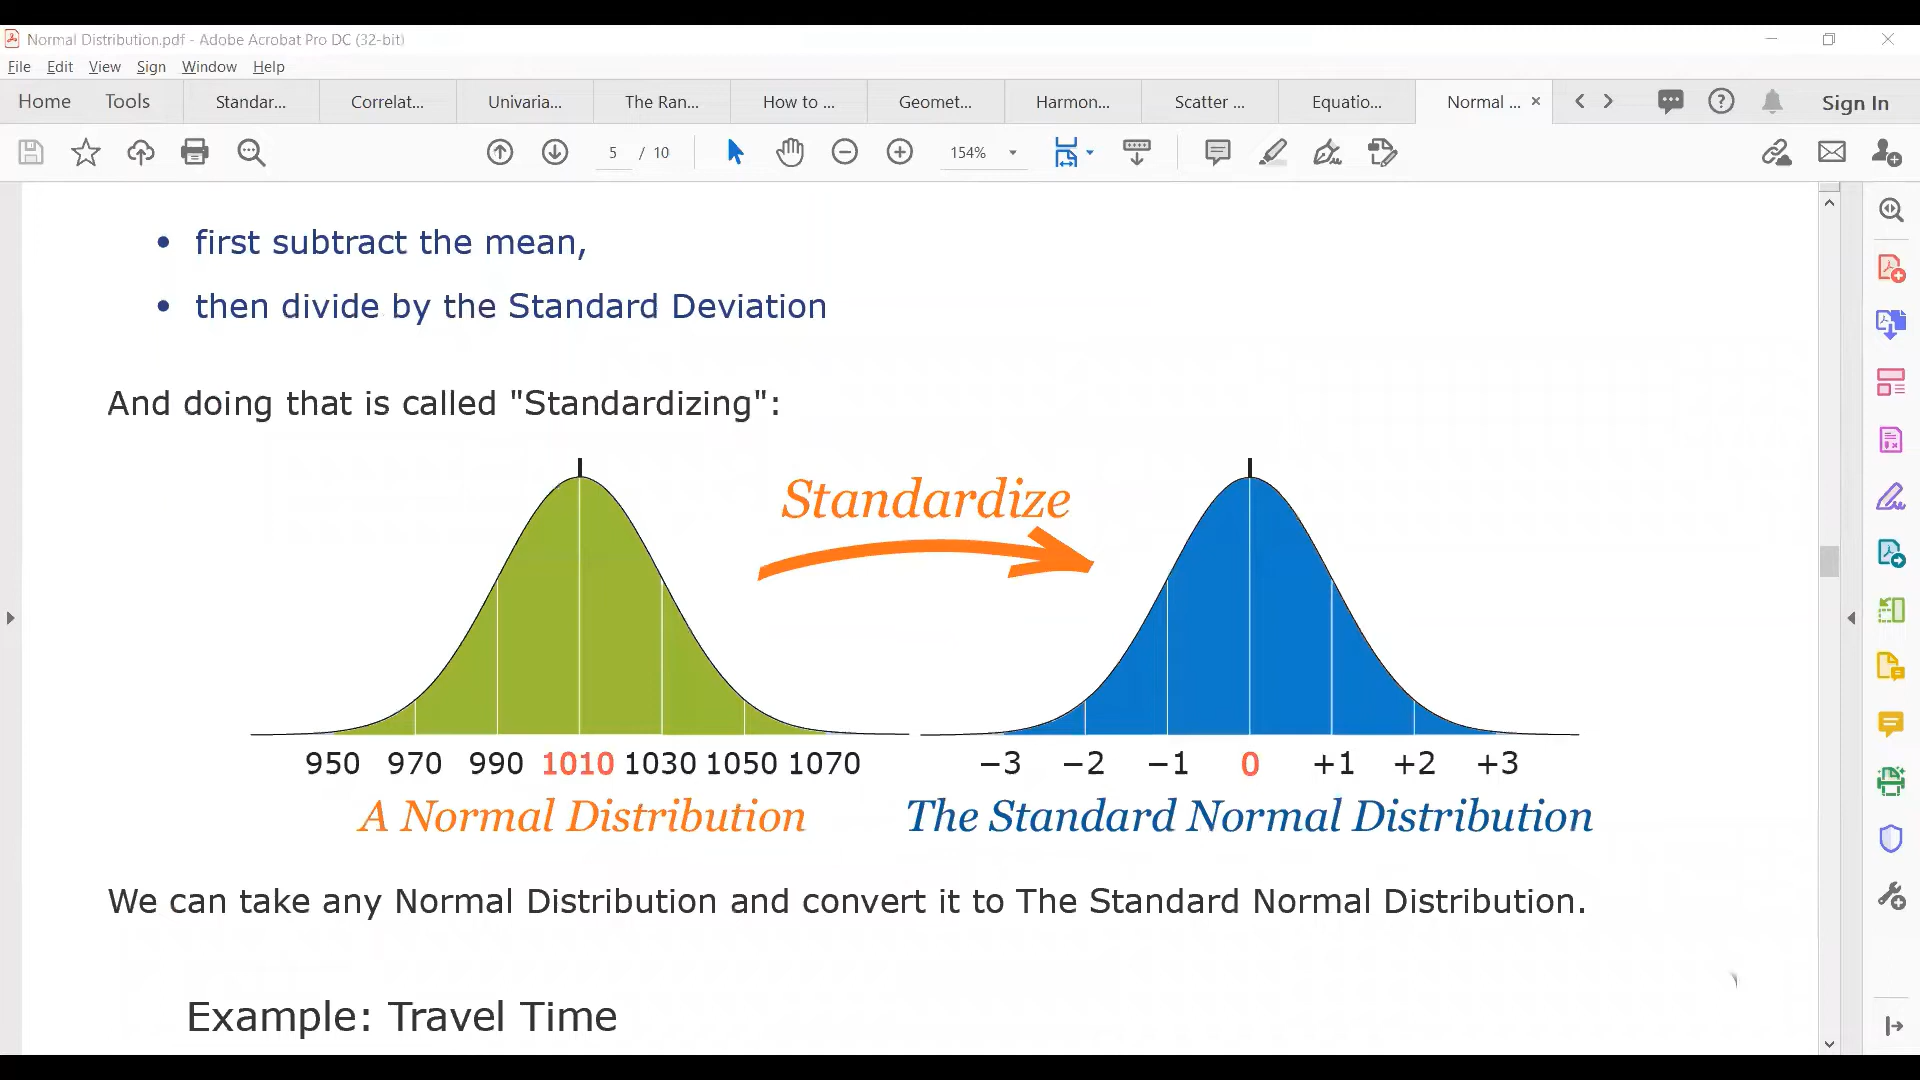 Normal Distribution.pdf - Adobe Acrobat Pro DC (32-bit)
File Edit View Sign Window Help
Home Tools Standar... Correlat... Univaria... The Ran... How to ... Geomet... Harmon... Scatter ... Equatio... Normal ... × Sign In
5 / 10 154%
• first subtract the mean,
• then divide by the Standard Deviation
And doing that is called "Standardizing":
Standardize
950 970 990 1010 1030 1050 1070
−3 −2 −1 0 +1 +2 +3
A Normal Distribution
The Standard Normal Distribution
We can take any Normal Distribution and convert it to The Standard Normal Distribution.
Example: Travel Time